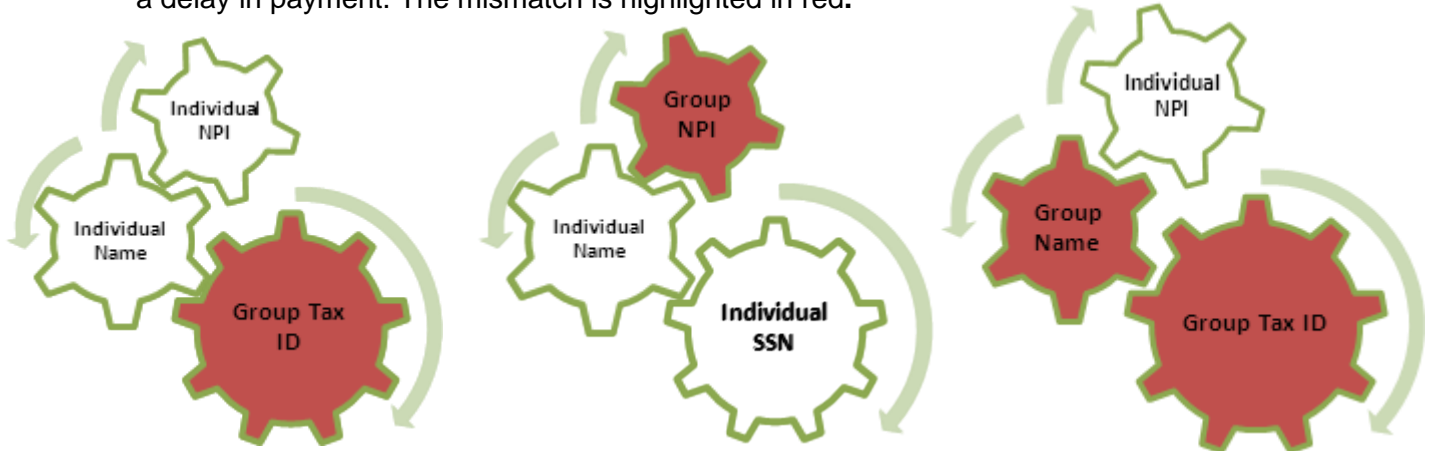 a delay in payment. The mismatch is highlighted in red.
Individual
NPI
Individual
Name
Group Tax
ID
Group
NPI
Individual
Name
Individual
SSN
Individual
NPI
Group
Name
Group Tax ID